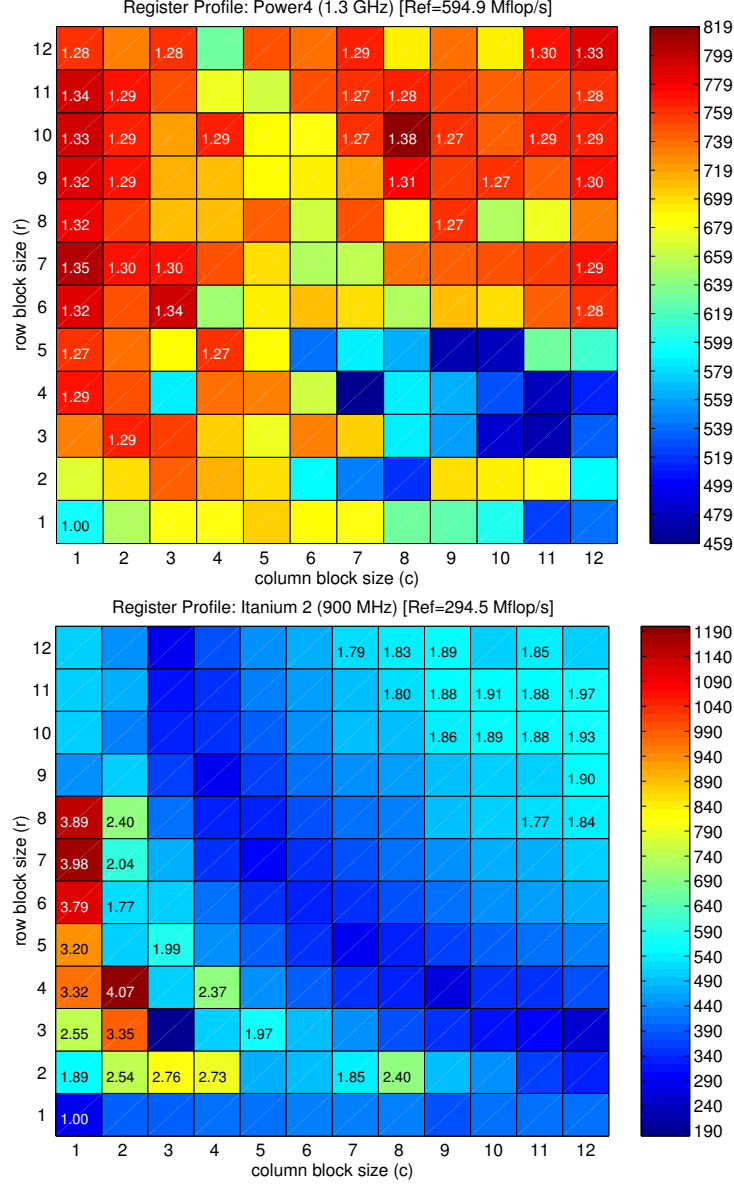 Register Profile: Power4 (1.3 GHz) [Ref=594.9 Mflop/s]
12 1.28 1.28 1.29 1.30 1.33
11 1.34 1.29 1.27 1.28 1.28
10 1.33 1.29 1.29 1.27 1.38 1.27 1.29 1.29
9 1.32 1.29 1.31 1.27 1.30
8 1.32 1.27
7 1.35 1.30 1.30 1.29
6 1.32 1.34 1.28
5 1.27 1.27
4 1.29
3 1.29
2
1 1.00
1 2 3 4 5 6 7 8 9 10 11 12
column block size (c)
row block size (r)
819
799
779
759
739
719
699
679
659
639
619
599
579
559
539
519
499
479
459
Register Profile: Itanium 2 (900 MHz) [Ref=294.5 Mflop/s]
12 1.79 1.83 1.89 1.85
11 1.80 1.88 1.91 1.88 1.97
10 1.86 1.89 1.88 1.93
9 1.90
8 3.89 2.40 1.77 1.84
7 3.98 2.04
6 3.79 1.77
5 3.20 1.99
4 3.32 4.07 2.37
3 2.55 3.35 1.97
2 1.89 2.54 2.76 2.73 1.85 2.40
1 1.00
1 2 3 4 5 6 7 8 9 10 11 12
column block size (c)
row block size (r)
1190
1140
1090
1040
990
940
890
840
790
740
690
640
590
540
490
440
390
340
290
240
190